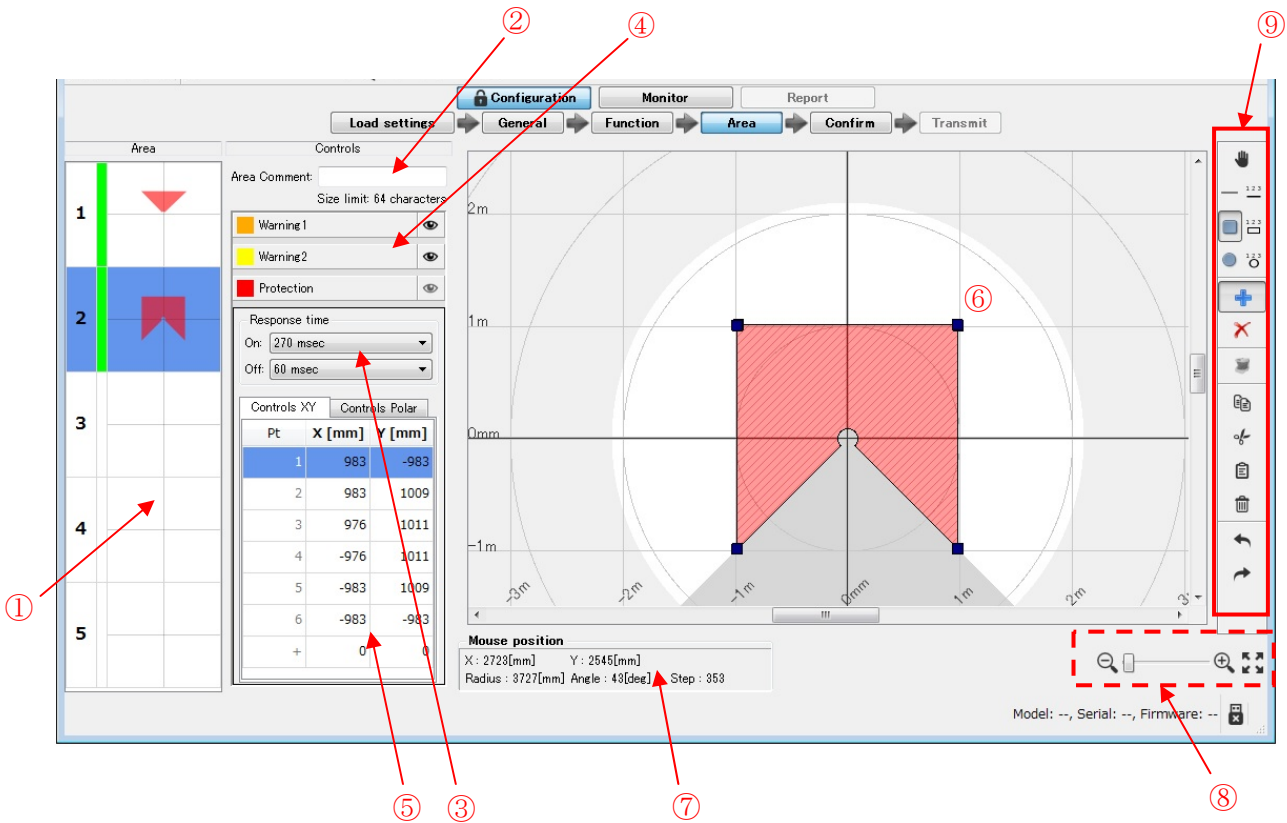 ② ④ ⑨
Configuration Monitor Report
Load settings General Function Area Confirm Transmit
Area
1
2
3
4
5
Controls
Area Comment:
Size limit: 64 characters
Warning1
Warning2
Protection
Response time
On: 270 msec
Off: 60 msec
Controls XY Controls Polar
Pt X [mm] Y [mm]
1 983 -983
2 983 1009
3 976 1011
4 -976 1011
5 -983 1009
6 -983 -983
+ 0 0
2m
1m
0mm
-1m
-3m -2m -1m 0mm 1m 2m 3
⑥
123
123
123
Mouse position
X : 2723[mm] Y : 2545[mm]
Radius : 3727[mm] Angle : 43[deg] Step : 353
Model: --, Serial: --, Firmware: --
①
⑤ ③ ⑦ ⑧